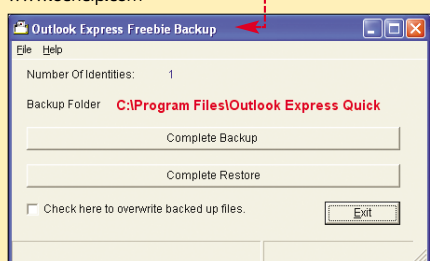 Outlook Express Freebie Backup
File Help
Number Of Identities: 1
Backup Folder C:\Program Files\Outlook Express Quick
Complete Backup
Complete Restore
Check here to overwrite backed up files.
Exit